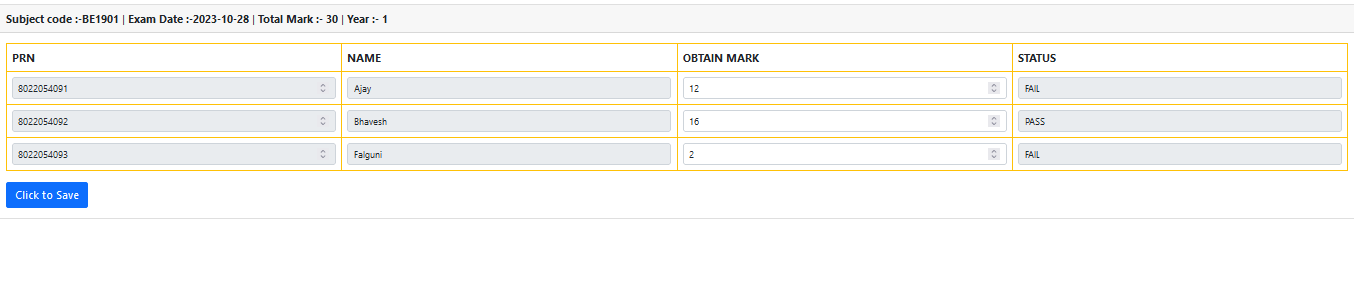 Subject code :-BE1901 | Exam Date :-2023-10-28 | Total Mark :- 30 | Year :- 1
PRN NAME OBTAIN MARK STATUS
8022054091 Ajay 12 FAIL
8022054092 Bhavesh 16 PASS
8022054093 Falguni 2 FAIL
Click to Save